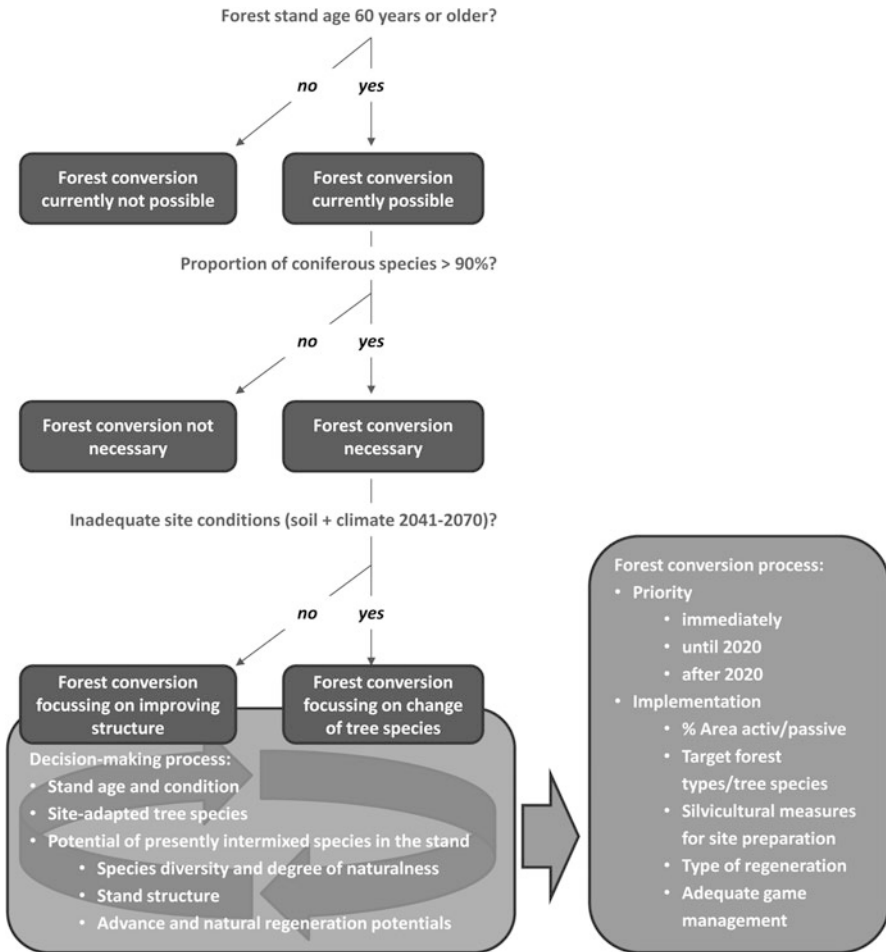 Forest stand age 60 years or older?
no yes
Forest conversion
currently not possible
Forest conversion
currently possible
Proportion of coniferous species > 90%?
no yes
Forest conversion not
necessary
Forest conversion
necessary
Inadequate site conditions (soil + climate 2041-2070)?
no yes
Forest conversion
focussing on improving
structure
Forest conversion
focussing on change
of tree species
Decision-making process:
• Stand age and condition
• Site-adapted tree species
• Potential of presently intermixed species in the stand
• Species diversity and degree of naturalness
• Stand structure
• Advance and natural regeneration potentials
Forest conversion process:
• Priority
• immediately
• until 2020
• after 2020
• Implementation
• % Area activ/passive
• Target forest
types/tree species
• Silvicultural measures
for site preparation
• Type of regeneration
• Adequate game
management